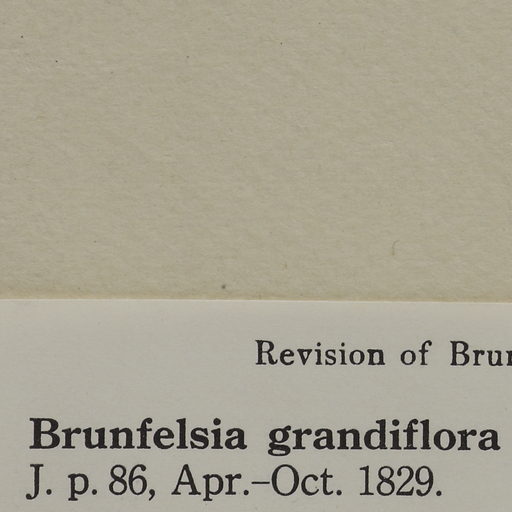 Revision of
Brunfelsia grandiflora
J. p. 86, Apr.–Oct. 1829.